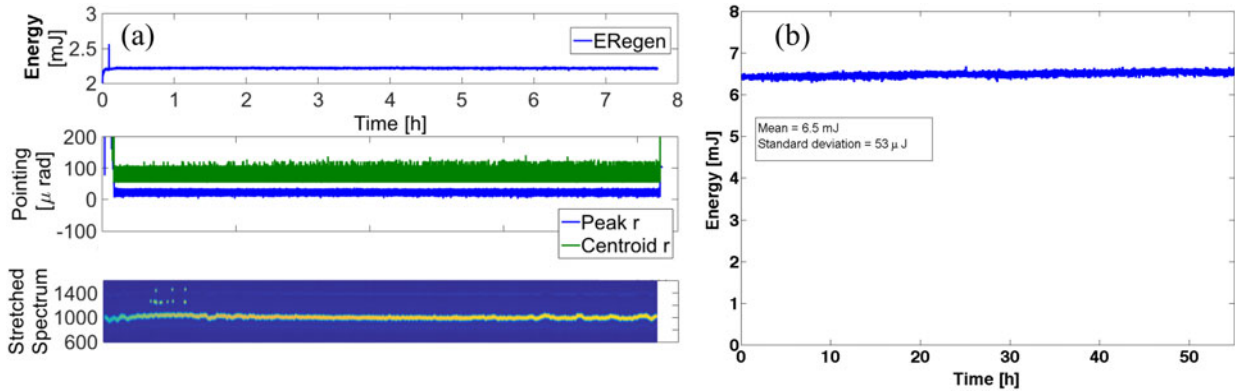 (a)
Energy
[mJ]
3
2.5
2
ERegen
0 1 2 3 4 5 6 7 8
Time [h]
Pointing
[μ rad]
200
100
0
-100
Peak r
Centroid r
Stretched
Spectrum
1400
1000
600
(b)
Energy [mJ]
8
7
6
5
4
3
2
1
0
Mean = 6.5 mJ
Standard deviation = 53 μ J
0 10 20 30 40 50
Time [h]